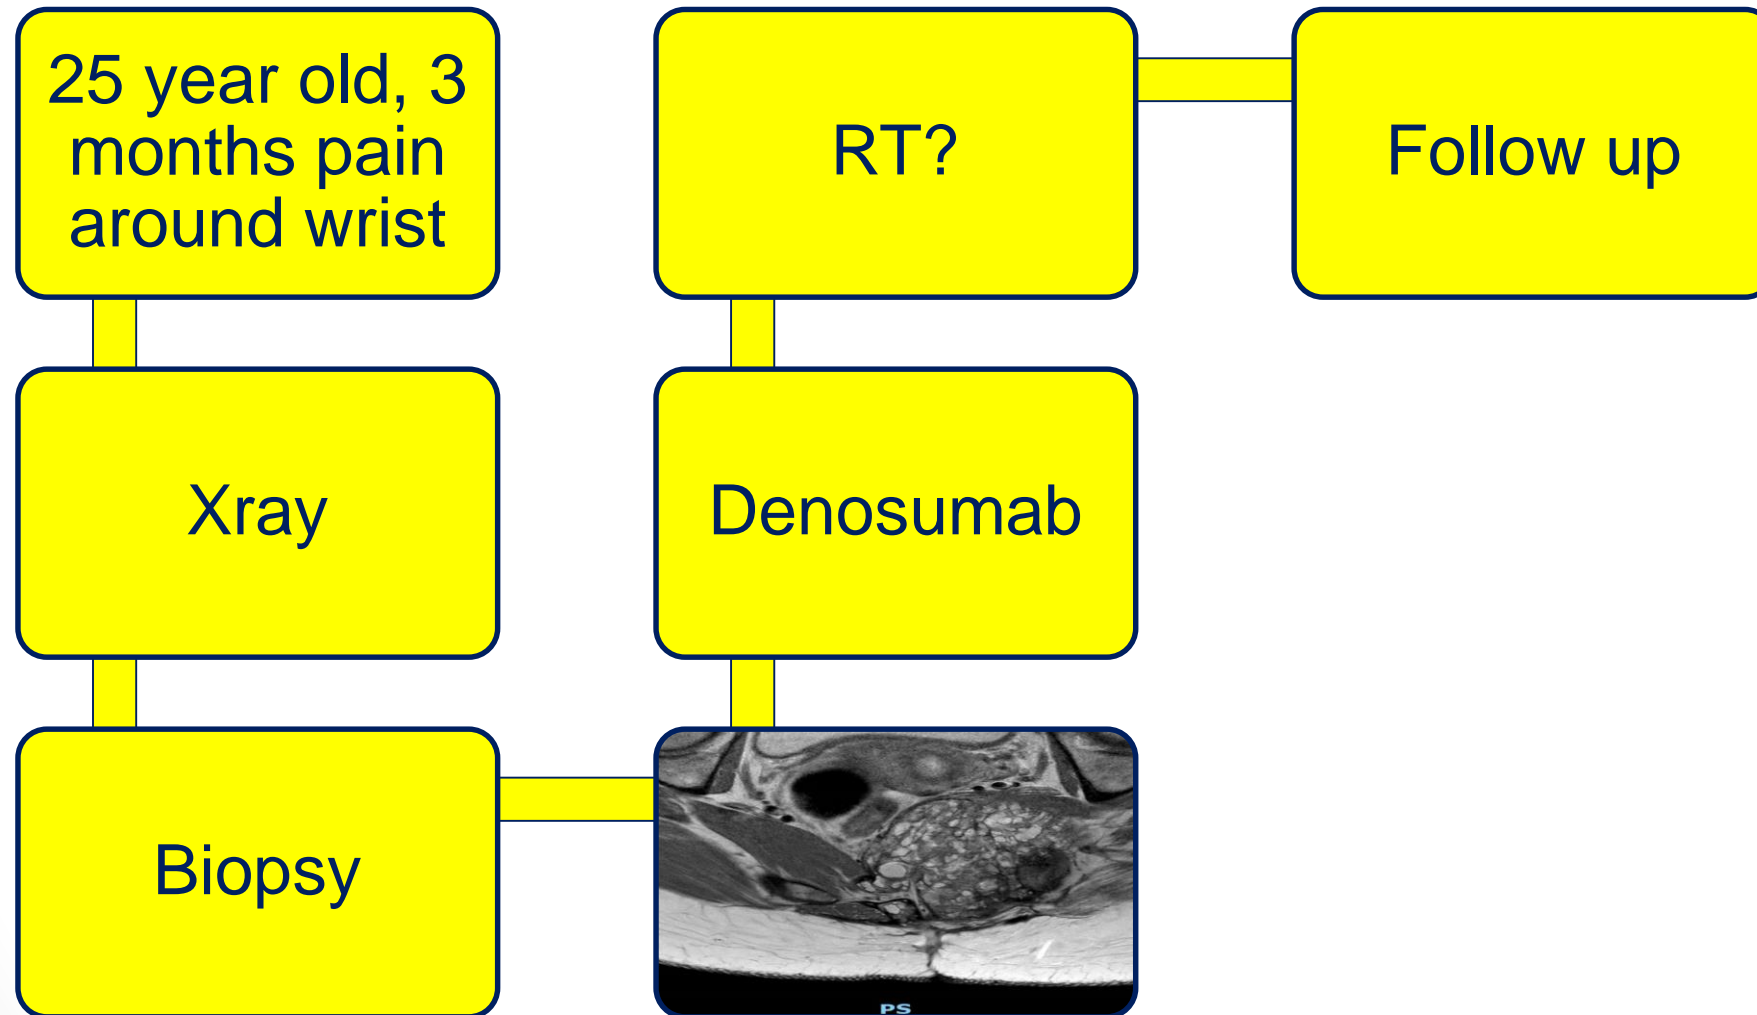 25 year old, 3
months pain
around wrist
Xray
Biopsy
PS
Denosumab
RT?
Follow up